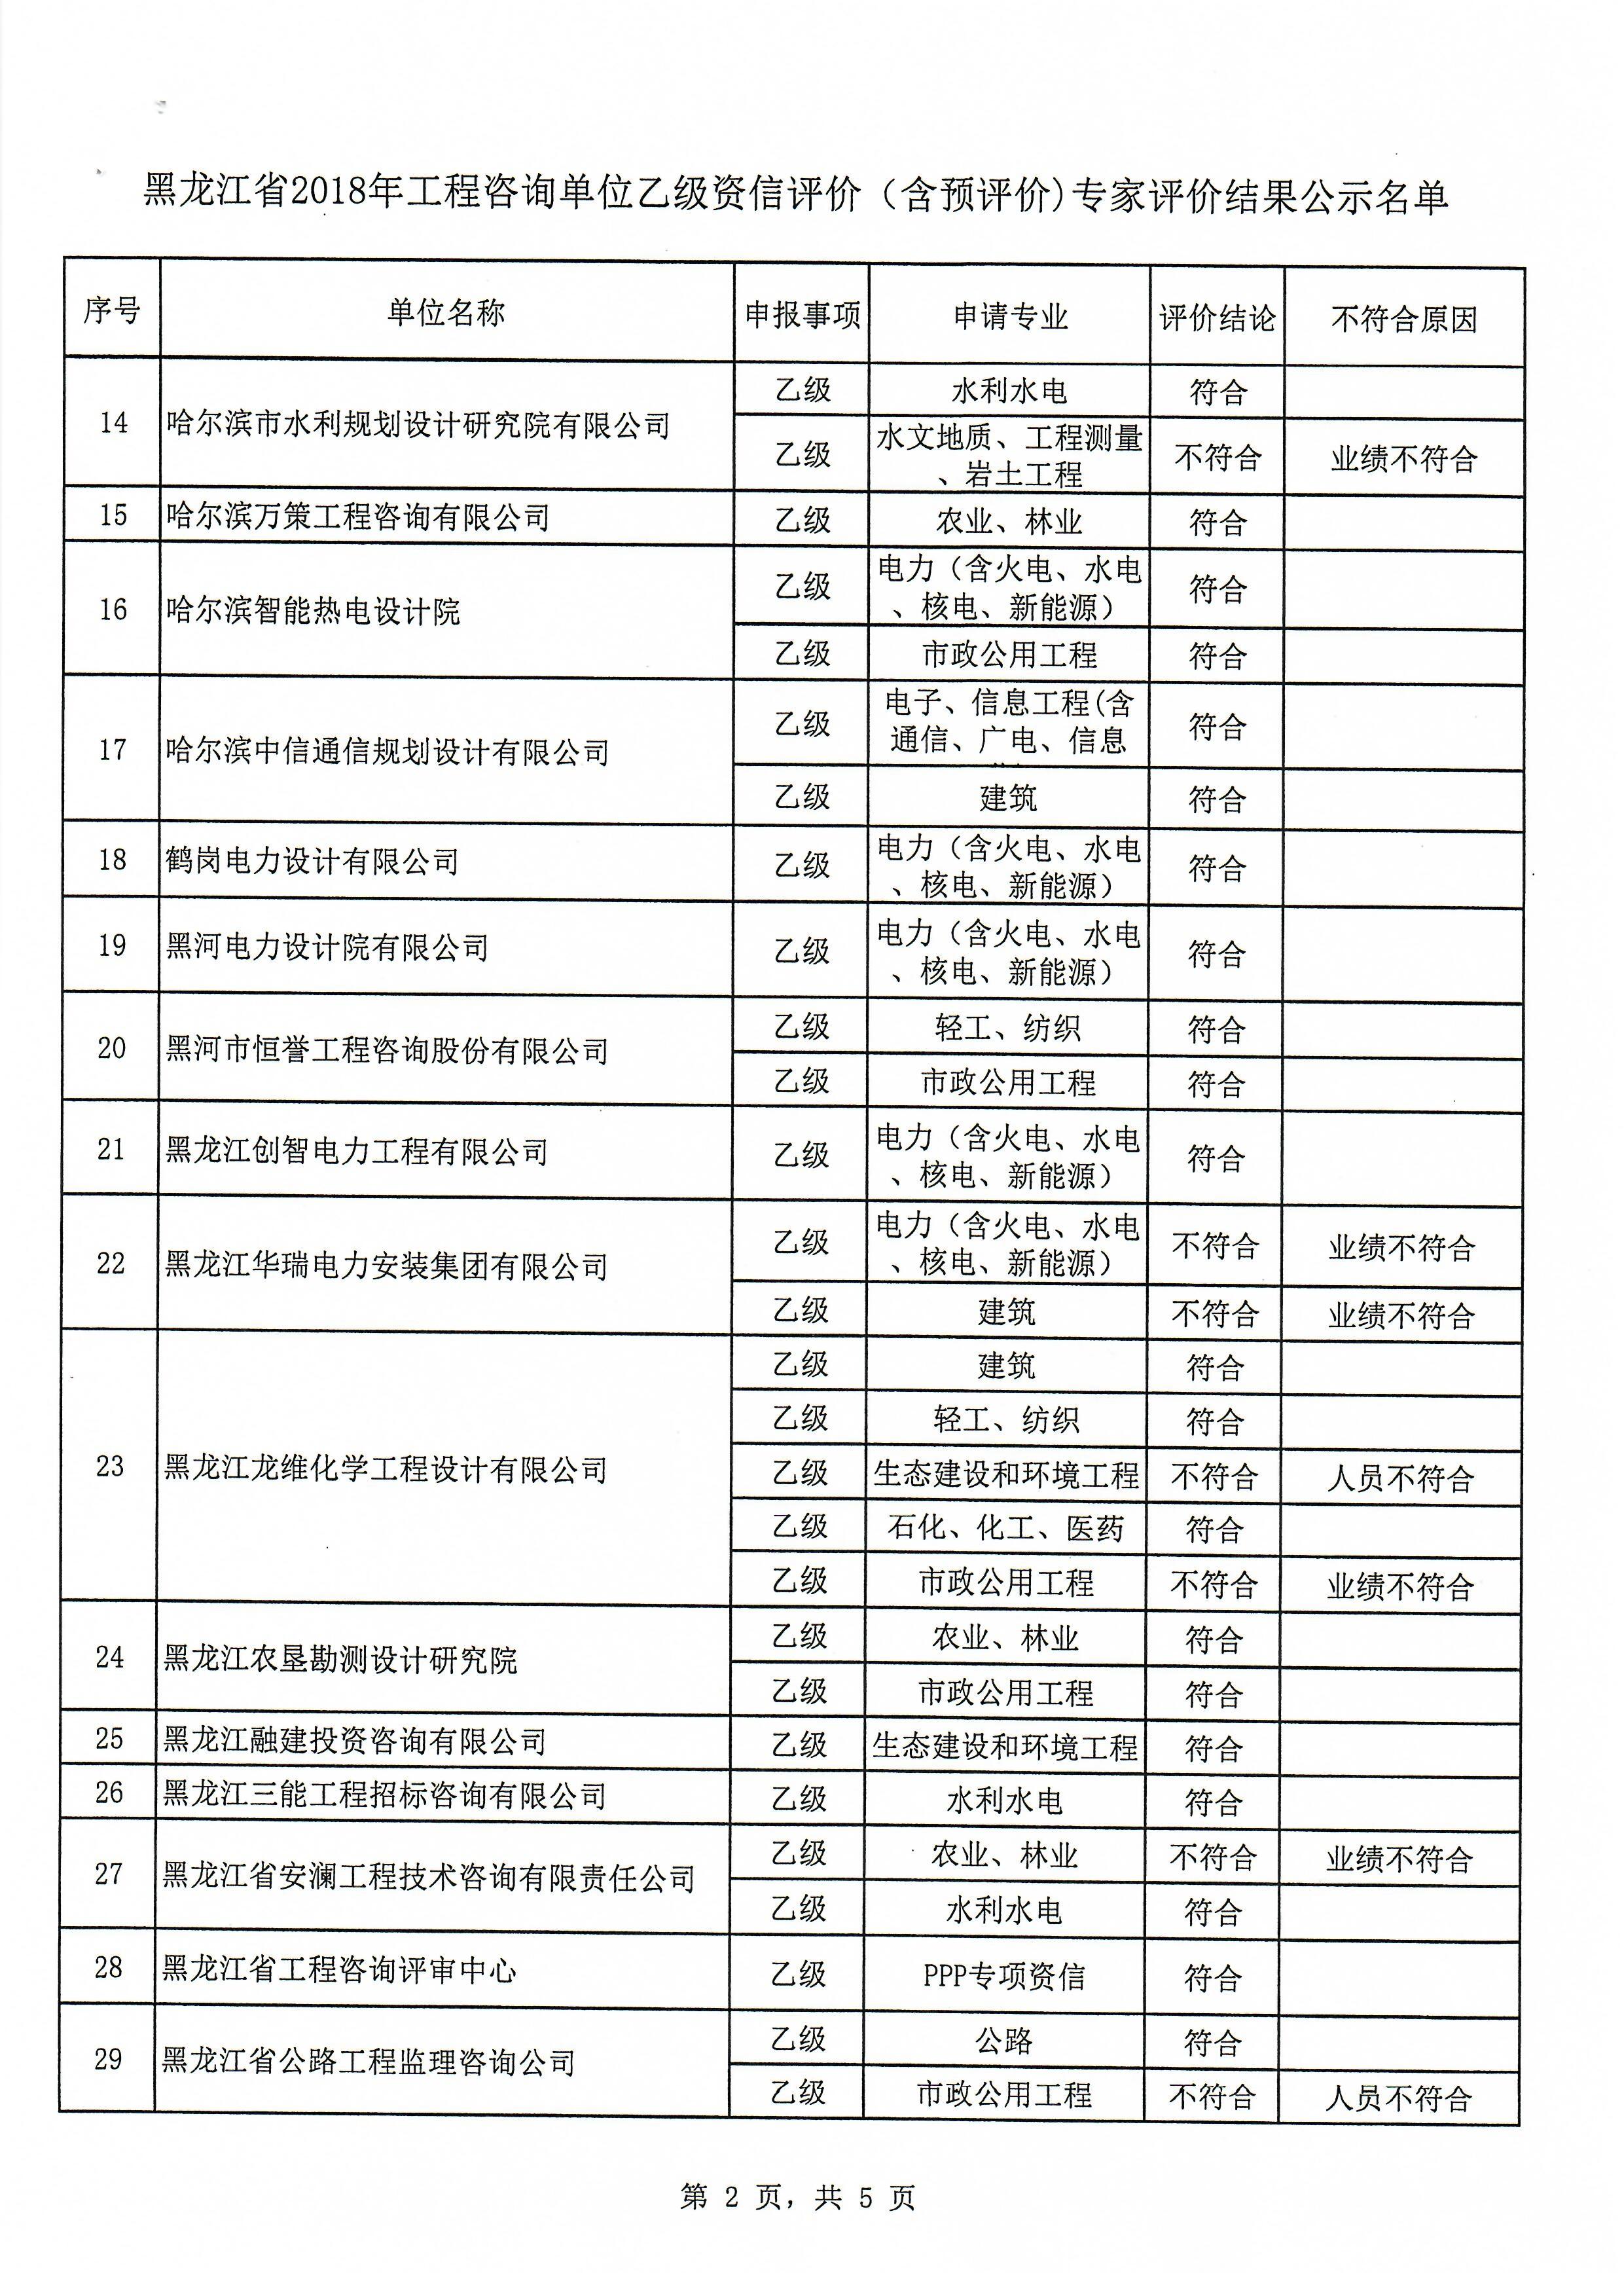 黑龙江省2018年工程咨询单位乙级资信评价（含预评价)专家评价结果公示名单
序号 单位名称 申报事项 申请专业 评价结论 不符合原因
14 哈尔滨市水利规划设计研究院有限公司 乙级 水利水电 符合
乙级 水文地质、工程测量
、岩土工程 不符合 业绩不符合
15 哈尔滨万策工程咨询有限公司 乙级 农业、林业 符合
16 哈尔滨智能热电设计院 乙级 电力（含火电、水电
、核电、新能源） 符合
乙级 市政公用工程 符合
17 哈尔滨中信通信规划设计有限公司 乙级 电子、信息工程(含
通信、广电、信息 符合
乙级 建筑 符合
18 鹤岗电力设计有限公司 乙级 电力（含火电、水电
、核电、新能源） 符合
19 黑河电力设计院有限公司 乙级 电力（含火电、水电
、核电、新能源） 符合
20 黑河市恒誉工程咨询股份有限公司 乙级 轻工、纺织 符合
乙级 市政公用工程 符合
21 黑龙江创智电力工程有限公司 乙级 电力（含火电、水电
、核电、新能源） 符合
22 黑龙江华瑞电力安装集团有限公司 乙级 电力（含火电、水电
、核电、新能源） 不符合 业绩不符合
乙级 建筑 不符合 业绩不符合
23 黑龙江龙维化学工程设计有限公司 乙级 建筑 符合
乙级 轻工、纺织 符合
乙级 生态建设和环境工程 不符合 人员不符合
乙级 石化、化工、医药 符合
乙级 市政公用工程 不符合 业绩不符合
24 黑龙江农垦勘测设计研究院 乙级 农业、林业 符合
乙级 市政公用工程 符合
25 黑龙江融建投资咨询有限公司 乙级 生态建设和环境工程 符合
26 黑龙江三能工程招标咨询有限公司 乙级 水利水电 符合
27 黑龙江省安澜工程技术咨询有限责任公司 乙级 农业、林业 不符合 业绩不符合
乙级 水利水电 符合
28 黑龙江省工程咨询评审中心 乙级 PPP专项资信 符合
29 黑龙江省公路工程监理咨询公司 乙级 公路 符合
乙级 市政公用工程 不符合 人员不符合
第 2 页，共 5 页